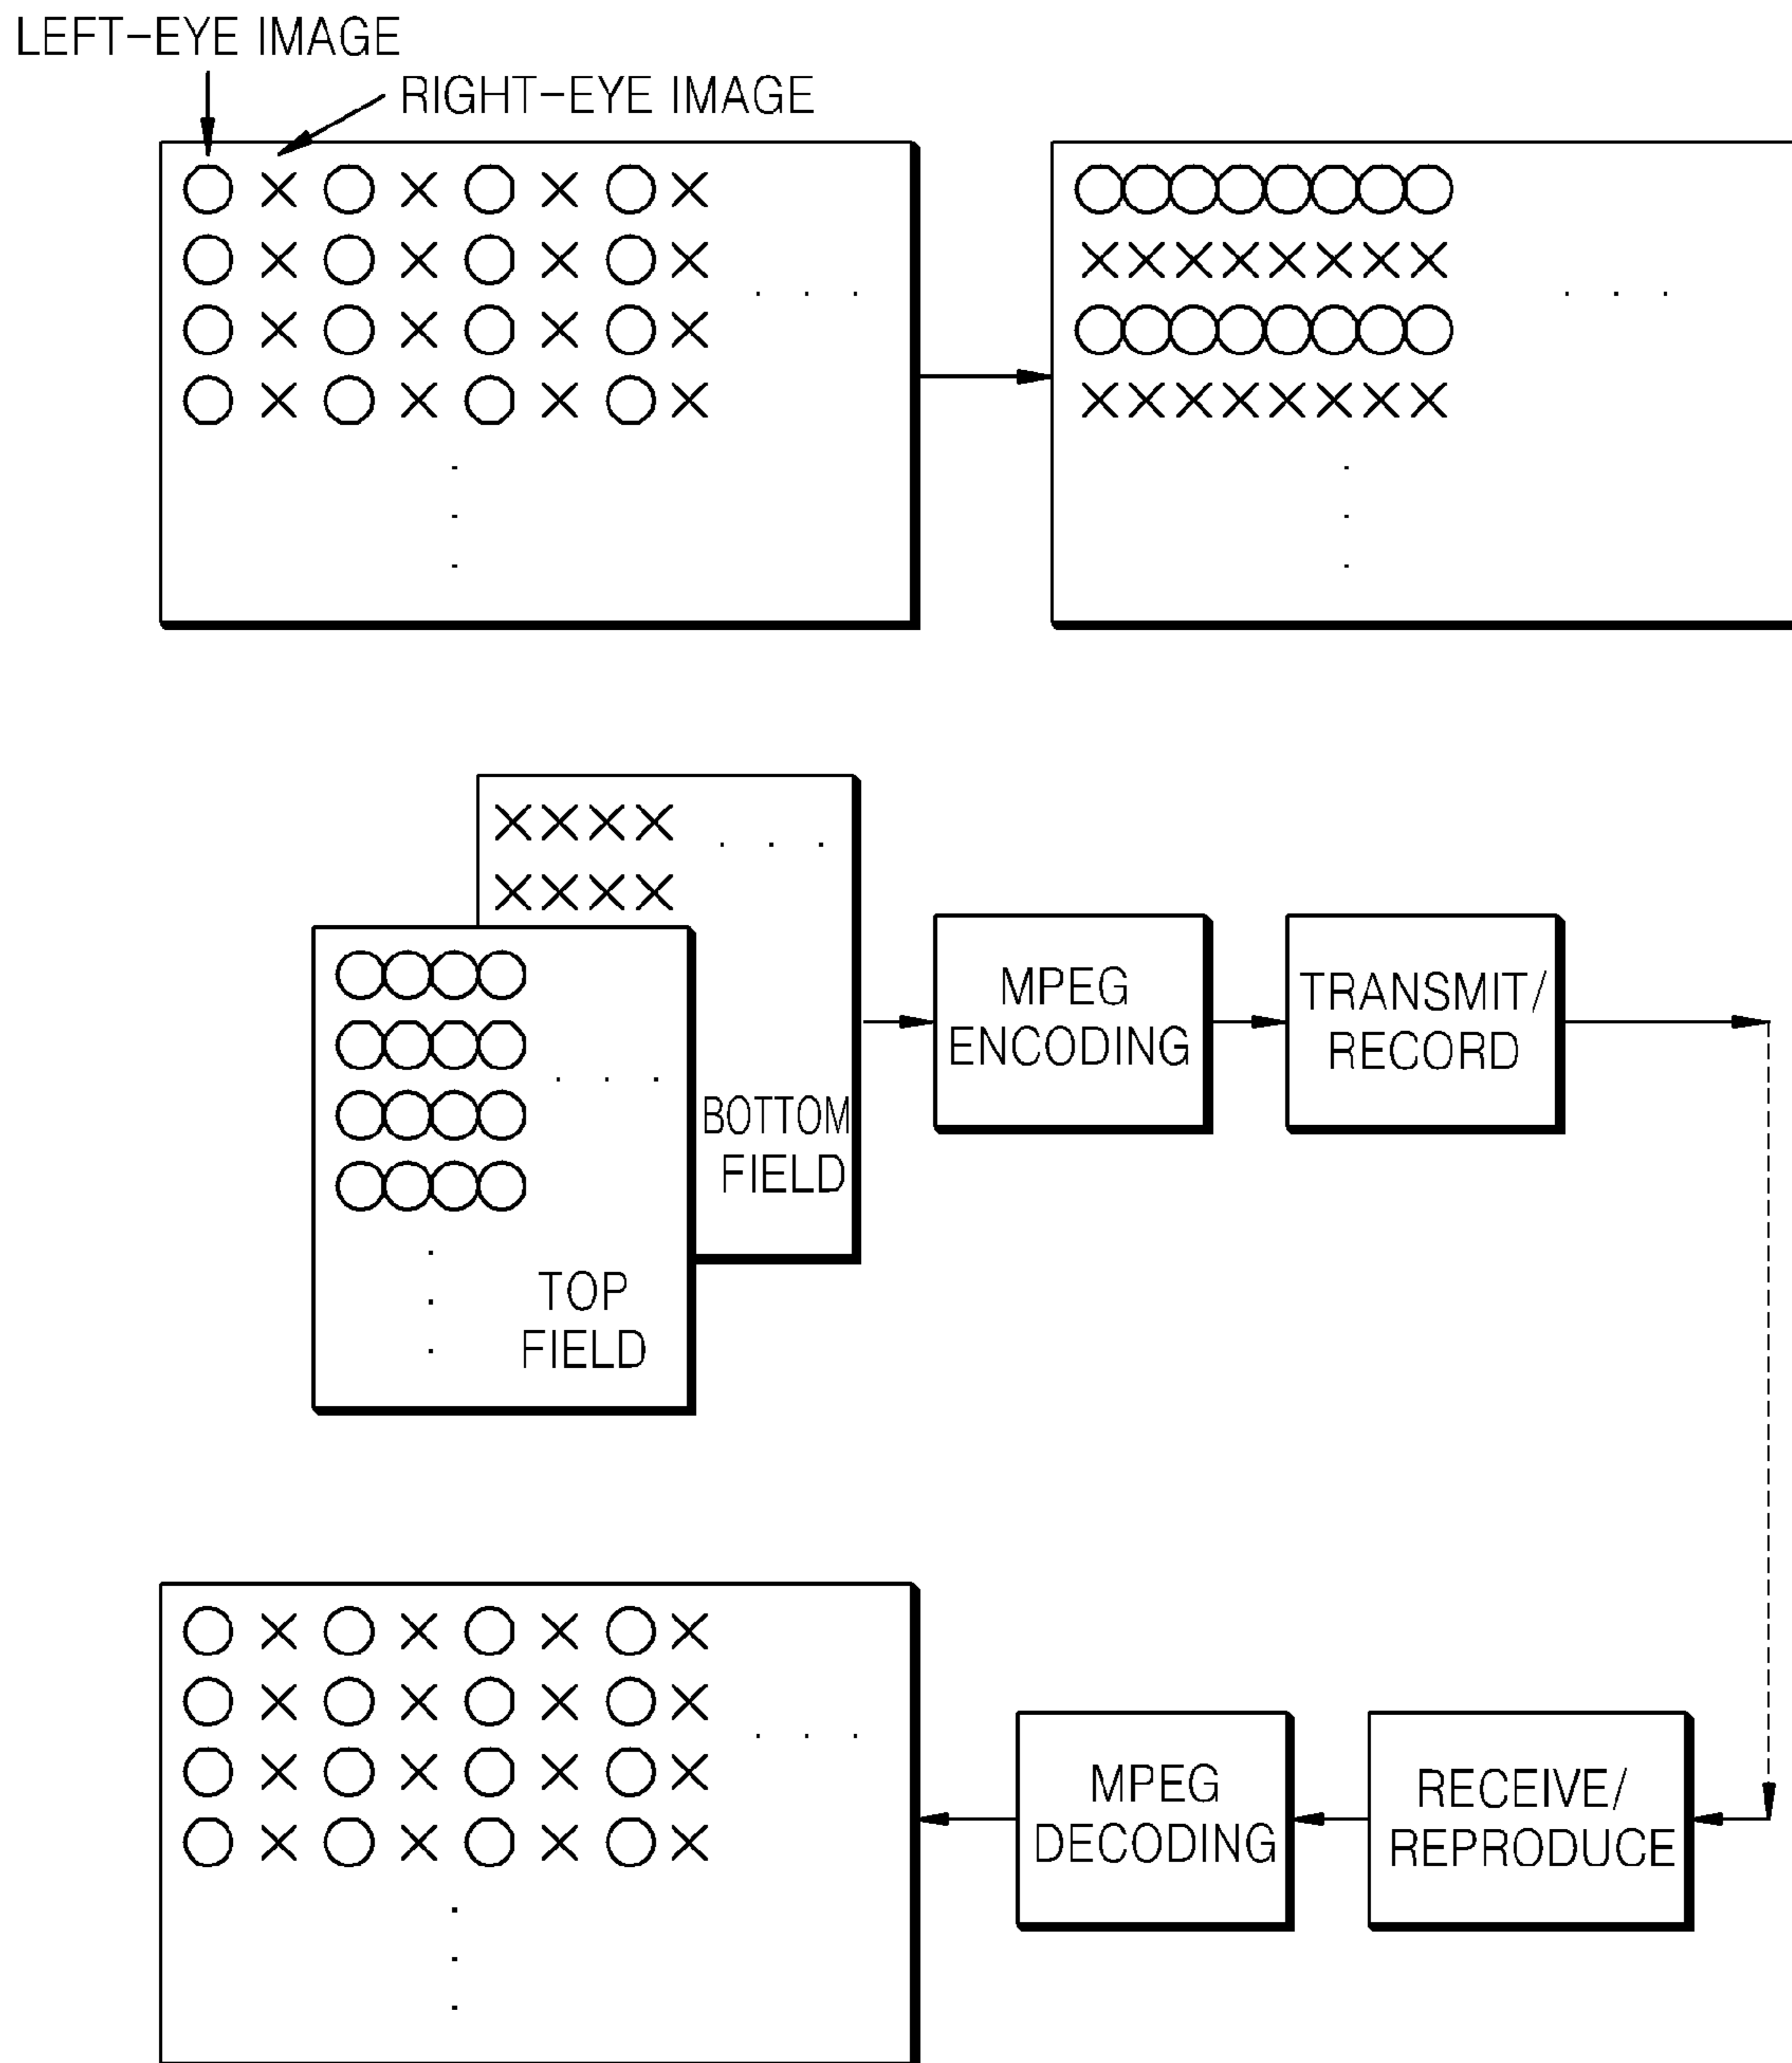 LEFT-EYE IMAGE
RIGHT-EYE IMAGE
MPEG
ENCODING
TRANSMIT/
RECORD
BOTTOM
FIELD
TOP
FIELD
MPEG
DECODING
RECEIVE/
REPRODUCE